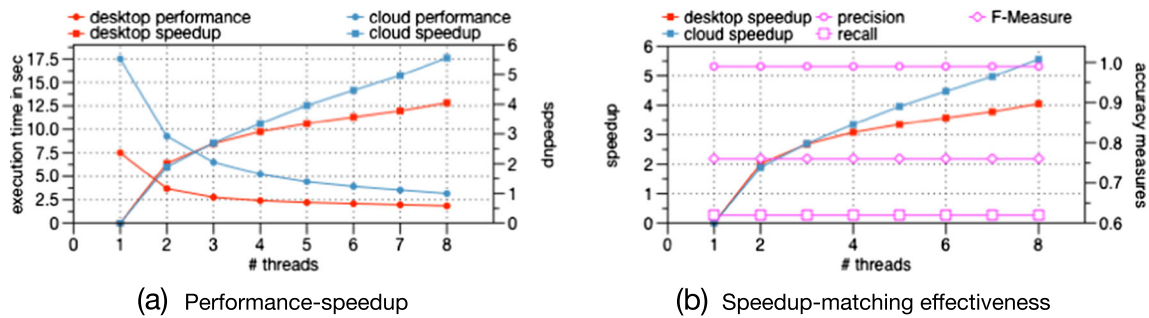 desktop performance
desktop speedup
cloud performance
cloud speedup
execution time in sec
17.5
15.0
12.5
10.0
7.5
5.0
2.5
0
6
5
4
3
2
1
0
speedup
0 1 2 3 4 5 6 7 8
# threads
(a) Performance-speedup
desktop speedup
cloud speedup
precision
recall
F-Measure
speedup
6
5
4
3
2
1
0
1.0
0.9
0.8
0.7
0.6
accuracy measures
0 2 4 6 8
# threads
(b) Speedup-matching effectiveness